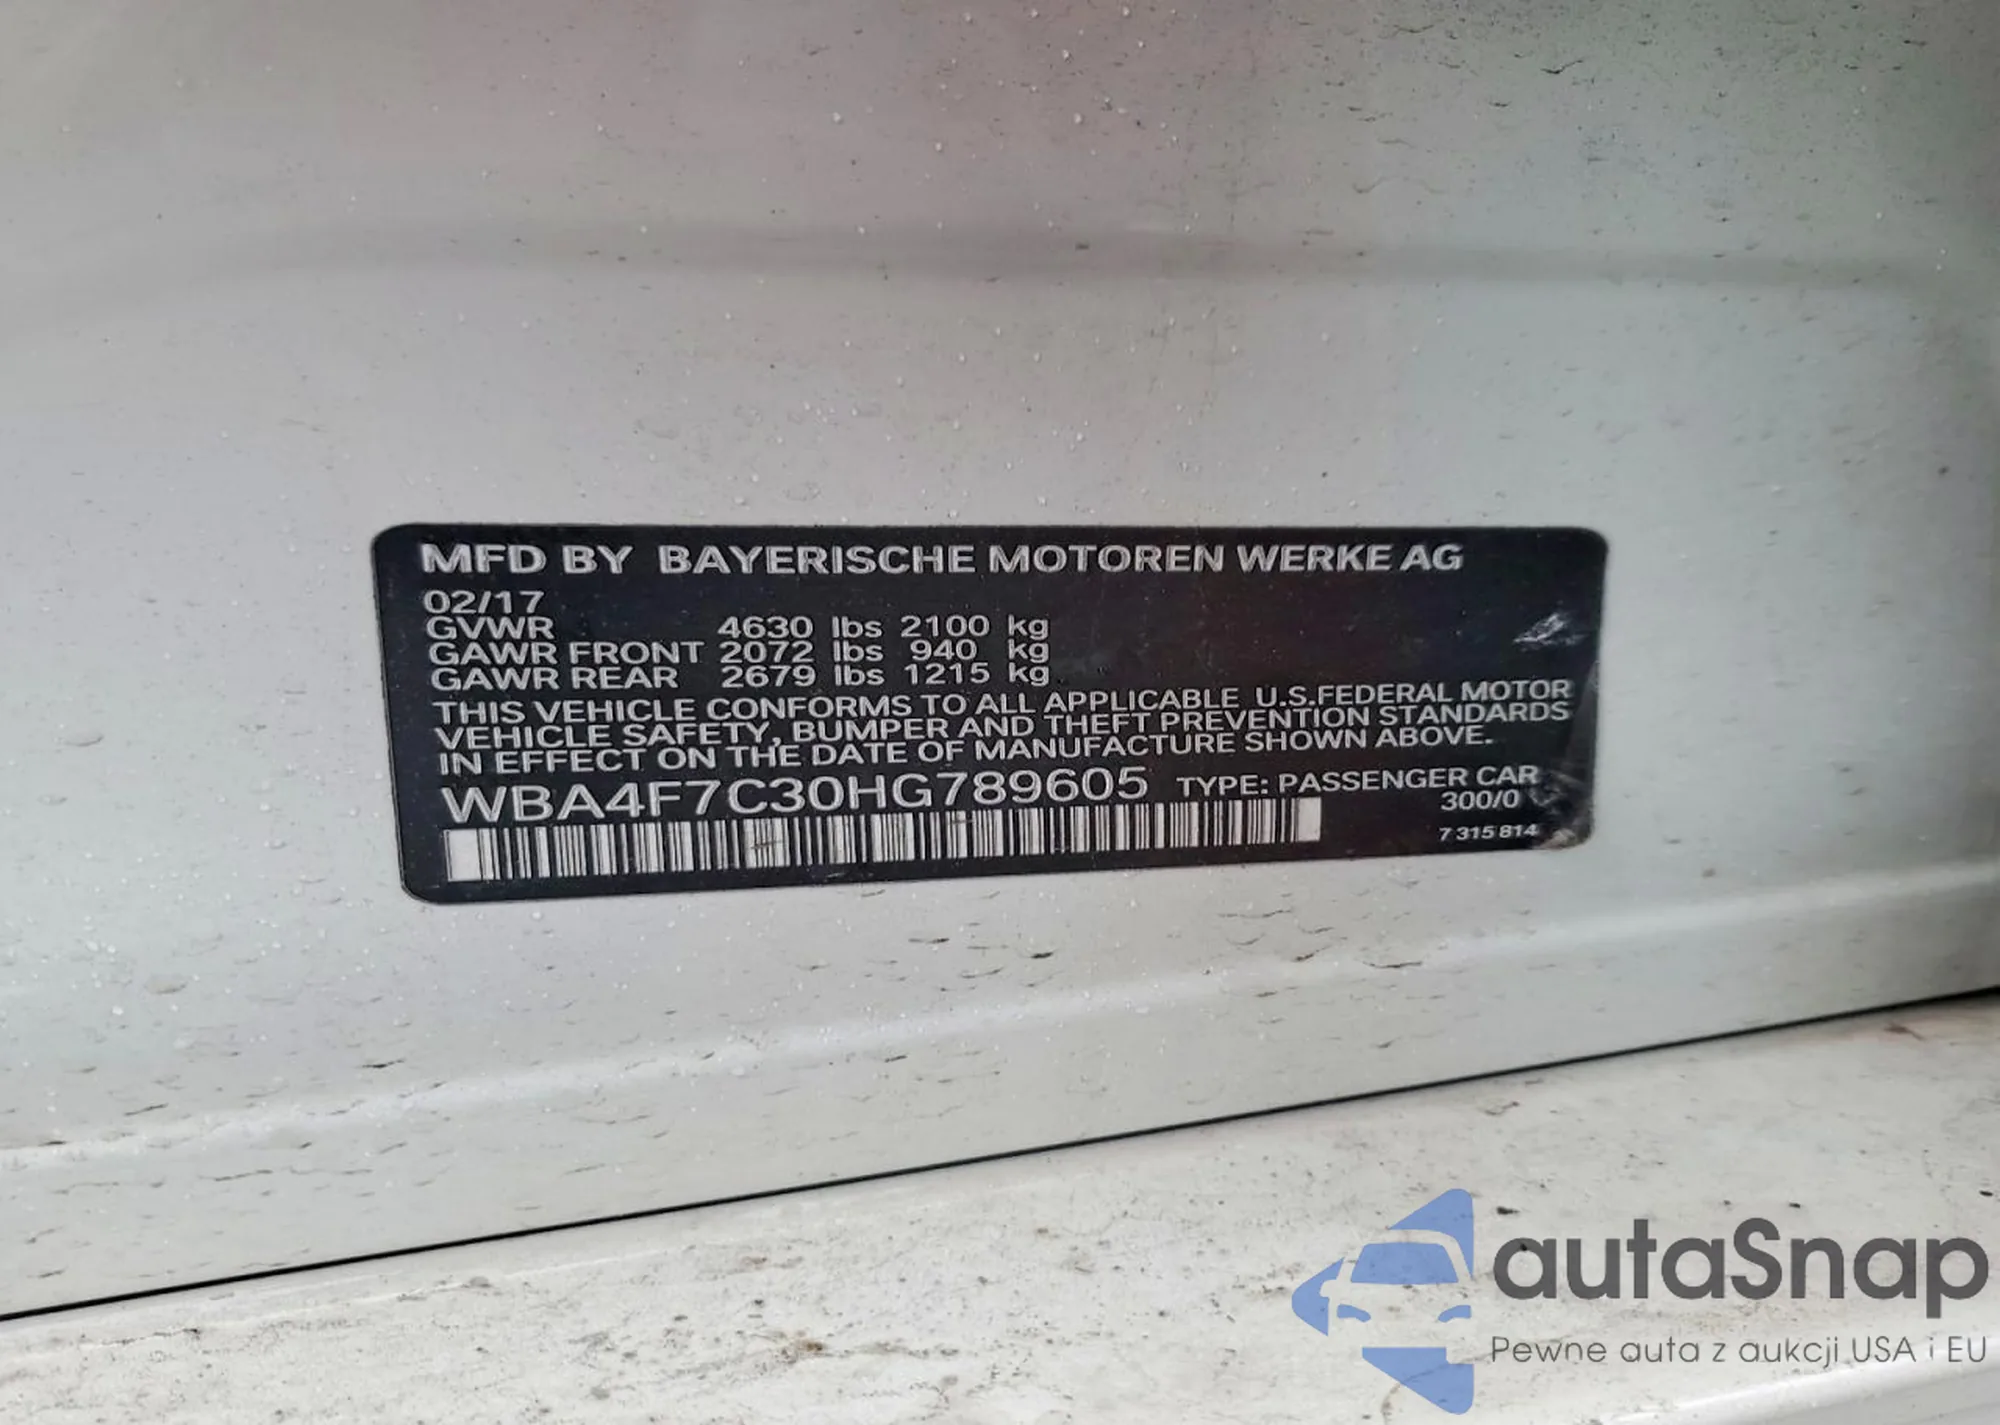 MFD BY BAYERISCHE MOTOREN WERKE AG
02/17
GVWR 4630 lbs 2100 kg
GAWR FRONT 2072 lbs 940 kg
GAWR REAR 2679 lbs 1215 kg
THIS VEHICLE CONFORMS TO ALL APPLICABLE U.S.FEDERAL MOTOR
VEHICLE SAFETY, BUMPER AND THEFT PREVENTION STANDARDS
IN EFFECT ON THE DATE OF MANUFACTURE SHOWN ABOVE.
WBA4F7C30HG789605 TYPE: PASSENGER CAR
300/0
7 315 814
autaSnap
Pewne auta z aukcji USA i EU